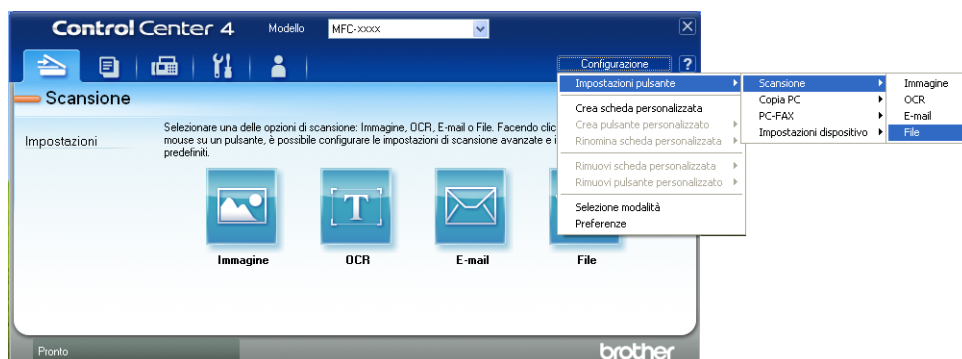 Control Center 4
Modello
MFC-xxxx
Configurazione
?
Scansione
Impostazioni
Selezionare una delle opzioni di scansione: Immagine, OCR, E-mail o File. Facendo clic
mouse su un pulsante, è possibile configurare le impostazioni di scansione avanzate e i
predefiniti.
T
Immagine
OCR
E-mail
File
Impostazioni pulsante
Crea scheda personalizzata
Crea pulsante personalizzato
Rinomina scheda personalizzata
Rimuovi scheda personalizzata
Rimuovi pulsante personalizzato
Selezione modalità
Preferenze
Scansione
Copia PC
PC-FAX
Impostazioni dispositivo
Immagine
OCR
E-mail
File
Pronto
brother